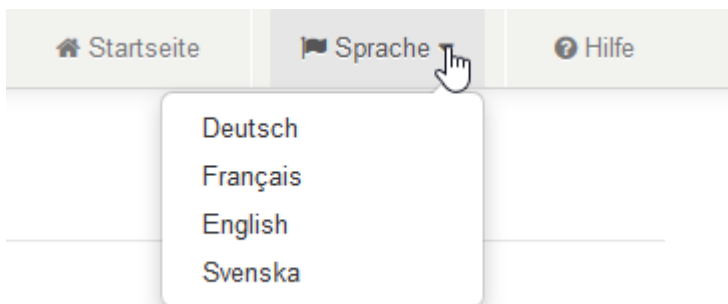 Startseite Sprache Hilfe
Deutsch
Français
English
Svenska